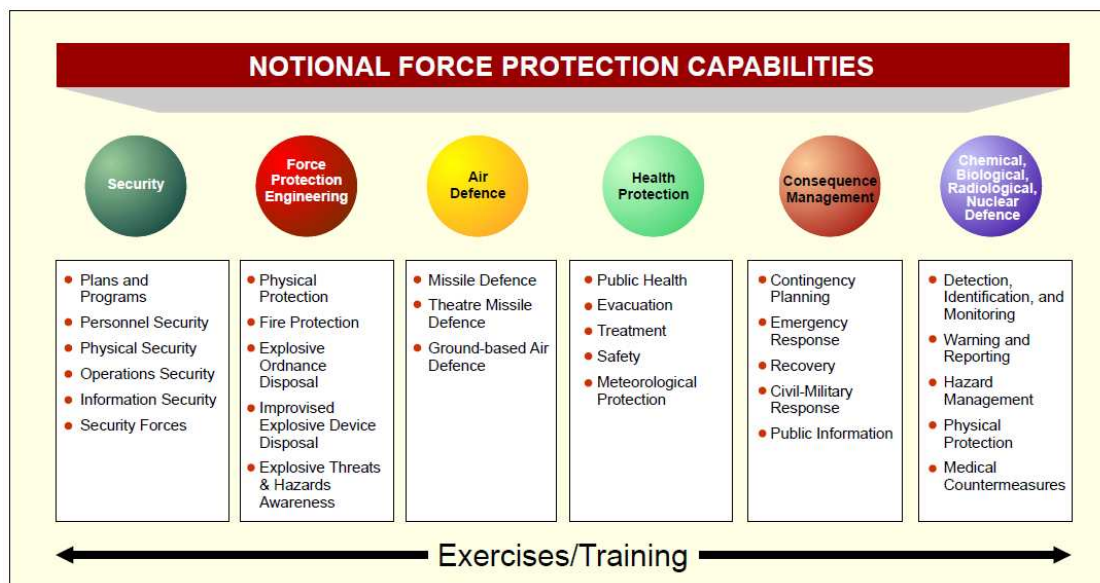 NOTIONAL FORCE PROTECTION CAPABILITIES
Security
Force
Protection
Engineering
Air
Defence
Health
Protection
Consequence
Management
Chemical,
Biological,
Radiological,
Nuclear
Defence
• Plans and
Programs
• Personnel Security
• Physical Security
• Operations Security
• Information Security
• Security Forces
• Physical
Protection
• Fire Protection
• Explosive
Ordnance
Disposal
• Improvised
Explosive Device
Disposal
• Explosive Threats
& Hazards
Awareness
• Missile Defence
• Theatre Missile
Defence
• Ground-based Air
Defence
• Public Health
• Evacuation
• Treatment
• Safety
• Meteorological
Protection
• Contingency
Planning
• Emergency
Response
• Recovery
• Civil-Military
Response
• Public Information
• Detection,
Identification, and
Monitoring
• Warning and
Reporting
• Hazard
Management
• Physical
Protection
• Medical
Countermeasures
Exercises/Training